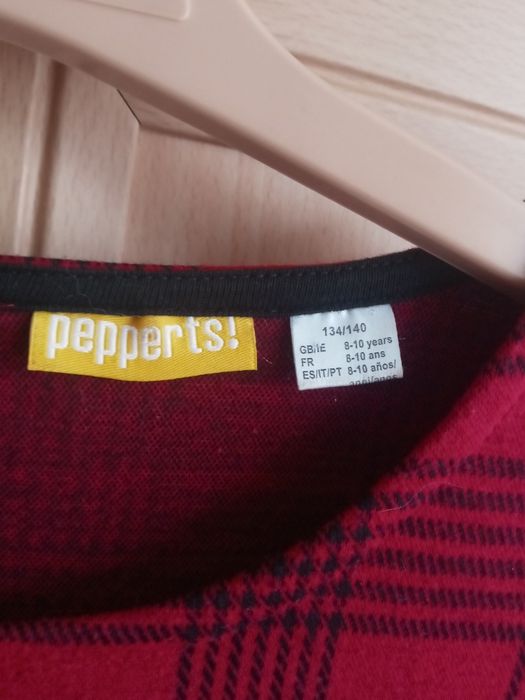 pepperts!
134/140
GB/IE 8-10 years
FR 8-10 ans
ES/IT/PT 8-10 años/